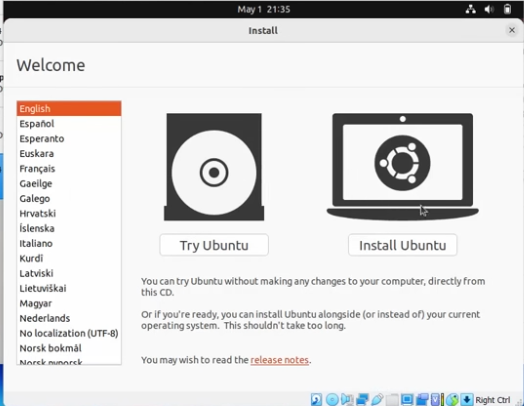 May 1 21:35
Install
Welcome
English
Español
Esperanto
Euskara
Français
Gaeilge
Galego
Hrvatski
Íslenska
Italiano
Kurdî
Latviski
Lietuviškai
Magyar
Nederlands
No localization (UTF-8)
Norsk bokmål
Norsk nynorsk
Try Ubuntu
Install Ubuntu
You can try Ubuntu without making any changes to your computer, directly from
this CD.
Or if you're ready, you can install Ubuntu alongside (or instead of) your current
operating system. This shouldn't take too long.
You may wish to read the release notes.
Right Ctrl